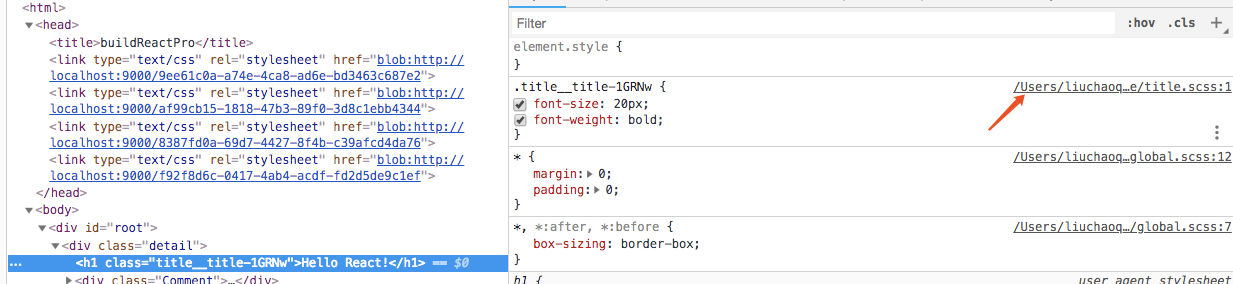 <html>
▼<head>
<title>buildReactPro</title>
<link type="text/css" rel="stylesheet" href="blob:http://
localhost:9000/9ee61c0a-a74e-4ca8-ad6e-bd3463c687e2">
<link type="text/css" rel="stylesheet" href="blob:http://
localhost:9000/af99cb15-1818-47b3-89f0-3d8c1ebb4344">
<link type="text/css" rel="stylesheet" href="blob:http://
localhost:9000/8387fd0a-69d7-4427-8f4b-c39afcd4da76">
<link type="text/css" rel="stylesheet" href="blob:http://
localhost:9000/f92f8d6c-0417-4ab4-acdf-fd2d5de9c1ef">
</head>
▼<body>
▼<div id="root">
▼<div class="detail">
… <h1 class="title__title-1GRNw">Hello React!</h1> == $0
▶<div class="Comment">…</div>
Filter :hov .cls +
element.style {
}
.title__title-1GRNw { /Users/liuchaoq…e/title.scss:1
font-size: 20px;
font-weight: bold;
}
* { /Users/liuchaoq…global.scss:12
margin:▶ 0;
padding:▶ 0;
}
*, *:after, *:before { /Users/liuchaoq…/global.scss:7
box-sizing: border-box;
}
h1 { user agent stylesheet